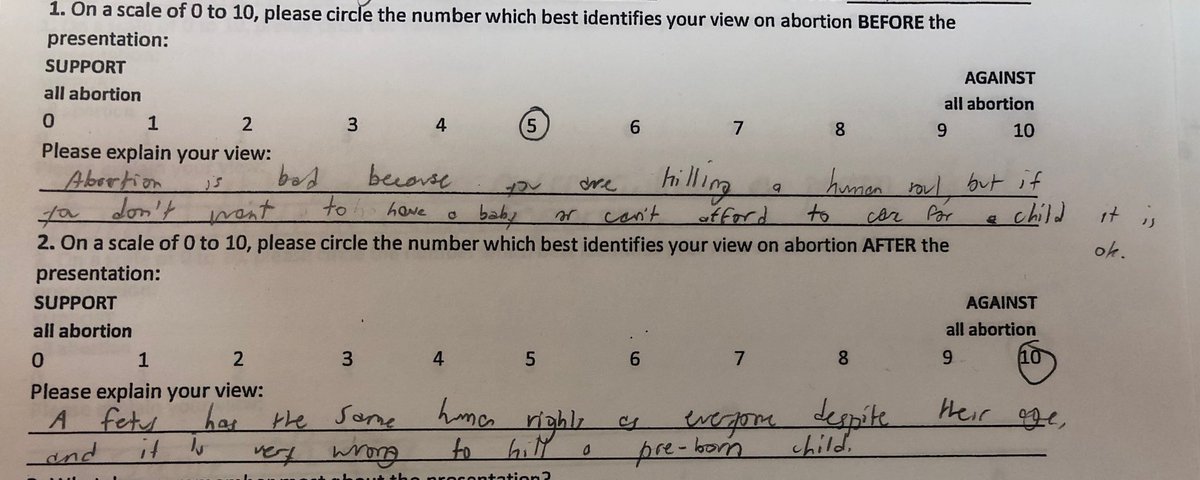 1. On a scale of 0 to 10, please circle the number which best identifies your view on abortion BEFORE the
presentation:
SUPPORT AGAINST
all abortion all abortion
0 1 2 3 4 5 6 7 8 9 10
Please explain your view:
Abortion is bad because you are killing a human soul but if
you don't want to have a baby or can't afford to car for a child it is
ok.
2. On a scale of 0 to 10, please circle the number which best identifies your view on abortion AFTER the
presentation:
SUPPORT AGAINST
all abortion all abortion
0 1 2 3 4 5 6 7 8 9 10
Please explain your view:
A fetus has the same human rights as everyone despite their age,
and it is very wrong to kill a pre-born child.
about the presentation?